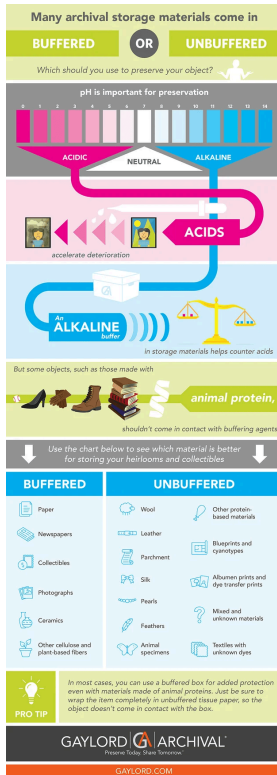 Many archival storage materials come in
BUFFERED OR UNBUFFERED
Which should you use to preserve your object?
pH is important for preservation
0 1 2 3 4 5 6 7 8 9 10 11 12 13 14
ACIDIC
NEUTRAL
ALKALINE
ACIDS
accelerate deterioration
An
ALKALINE
buffer
in storage materials helps counter acids
But some objects, such as those made with
animal protein,
shouldn't come in contact with buffering agents
Use the chart below to see which material is better
for storing your heirlooms and collectibles
BUFFERED
Paper
Newspapers
Collectibles
Photographs
Ceramics
Other cellulose and
plant-based fibers
UNBUFFERED
Wool
Leather
Parchment
Silk
Pearls
Feathers
Animal
specimens
Other protein-
based materials
Blueprints and
cyanotypes
Albumen prints and
dye transfer prints
Mixed and
unknown materials
Textiles with
unknown dyes
PRO TIP
In most cases, you can use a buffered box for added protection
even with materials made of animal proteins. Just be sure to
wrap the item completely in unbuffered tissue paper, so the
object doesn't come in contact with the box.
GAYLORD GA ARCHIVAL®
Preserve Today. Share Tomorrow.™
GAYLORD.COM